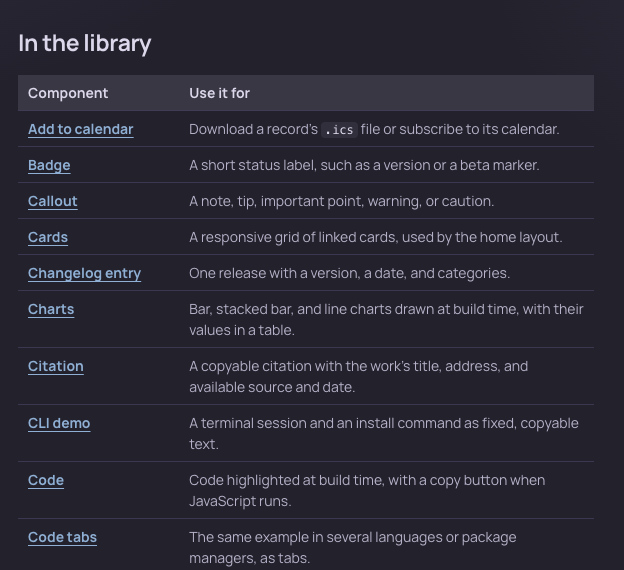 In the library
Component Use it for
Add to calendar Download a record's .ics file or subscribe to its calendar.
Badge A short status label, such as a version or a beta marker.
Callout A note, tip, important point, warning, or caution.
Cards A responsive grid of linked cards, used by the home layout.
Changelog entry One release with a version, a date, and categories.
Charts Bar, stacked bar, and line charts drawn at build time, with their
values in a table.
Citation A copyable citation with the work's title, address, and
available source and date.
CLI demo A terminal session and an install command as fixed, copyable
text.
Code Code highlighted at build time, with a copy button when
JavaScript runs.
Code tabs The same example in several languages or package
managers, as tabs.